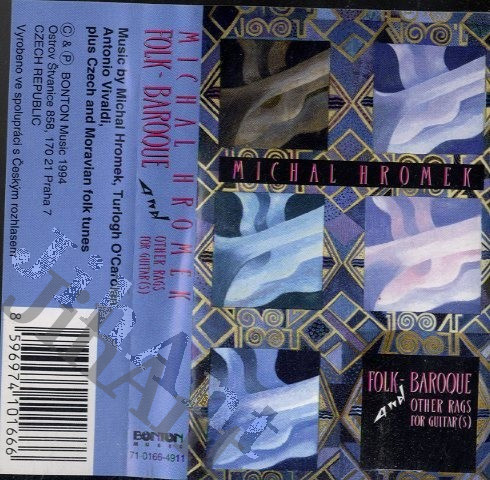 Vyrobeno ve spolupráci s Českým rozhlasem
© & ℗ BONTON Music 1994
Ostrov Štvanice 858, 170 21 Praha 7
CZECH REPUBLIC
Music by Michal Hromek, Turlogh O'Carolan,
Antonio Vivaldi,
plus Czech and Moravian folk tunes
8 596974 101666
BONTON
MUSIC
71-0166-4911
MICHAL HROMEK
FOLK-BAROQUE
And
OTHER RAGS
FOR GUITAR(S)
MICHAL HROMEK
FOLK-BAROQUE
And
OTHER RAGS
FOR GUITAR(S)